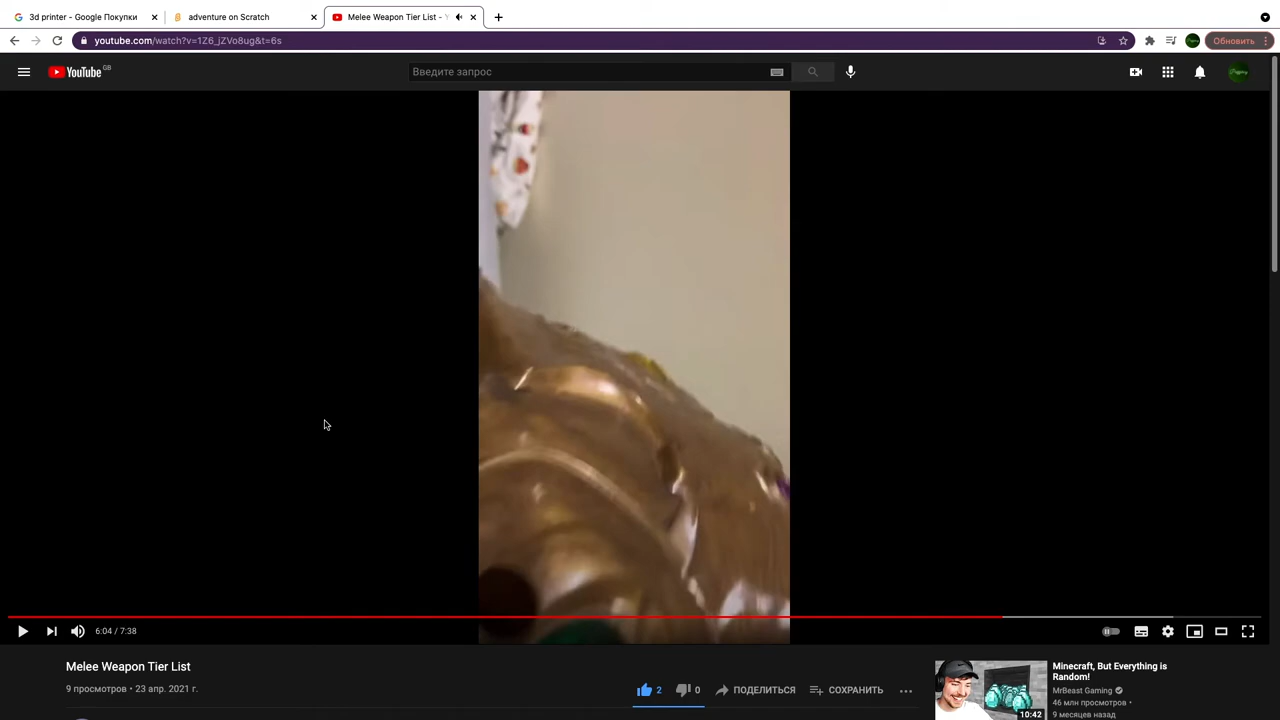 3d printer - Google Покупки
adventure on Scratch
Melee Weapon Tier List -
youtube.com/watch?v=1Z6_jZVo8ug&t=6s
Обновить
YouTube GB
Введите запрос
6:04 / 7:38
Melee Weapon Tier List
9 просмотров • 23 апр. 2021 г.
2
0
ПОДЕЛИТЬСЯ
СОХРАНИТЬ
10:42
Minecraft, But Everything is
Random!
MrBeast Gaming
46 млн просмотров •
9 месяцев назад